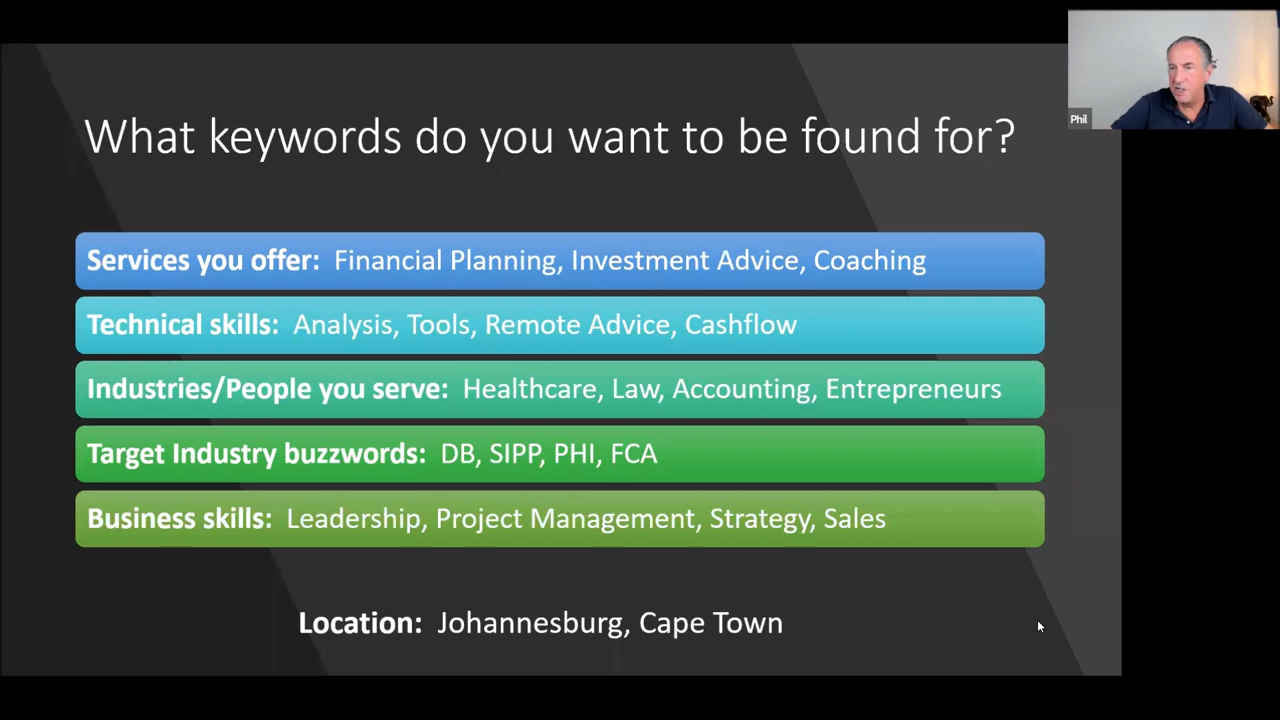 What keywords do you want to be found for?
Phil
Services you offer: Financial Planning, Investment Advice, Coaching
Technical skills: Analysis, Tools, Remote Advice, Cashflow
Industries/People you serve: Healthcare, Law, Accounting, Entrepreneurs
Target Industry buzzwords: DB, SIPP, PHI, FCA
Business skills: Leadership, Project Management, Strategy, Sales
Location: Johannesburg, Cape Town